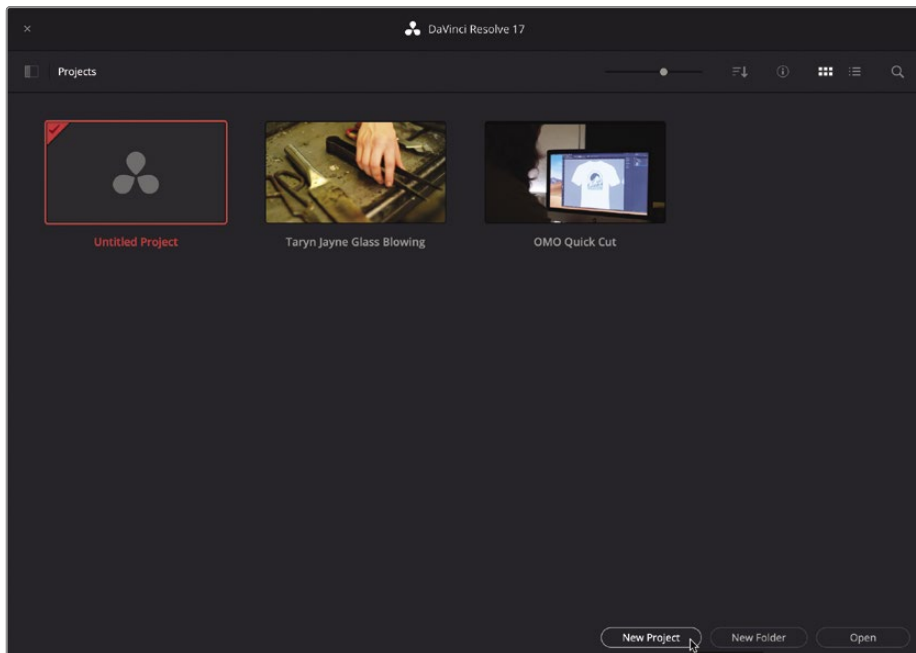 DaVinci Resolve 17
Projects
Untitled Project
Taryn Jayne Glass Blowing
OMO Quick Cut
New Project
New Folder
Open